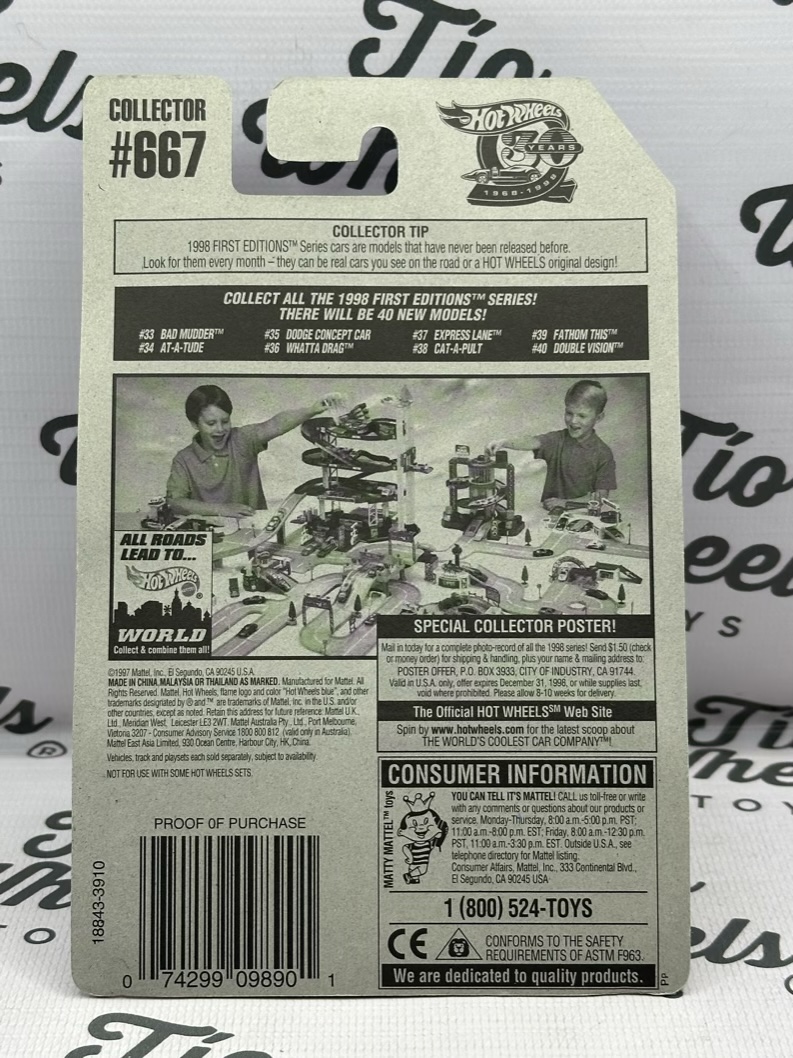 COLLECTOR
#667
HOT WHEELS
30 YEARS
1968-1998
COLLECTOR TIP
1998 FIRST EDITIONS™ Series cars are models that have never been released before.
Look for them every month – they can be real cars you see on the road or a HOT WHEELS original design!
COLLECT ALL THE 1998 FIRST EDITIONS™ SERIES!
THERE WILL BE 40 NEW MODELS!
#33 BAD MUDDER™ #35 DODGE CONCEPT CAR #37 EXPRESS LANE™ #39 FATHOM THIS™
#34 AT-A-TUDE #36 WHATTA DRAG™ #38 CAT-A-PULT #40 DOUBLE VISION™
ALL ROADS
LEAD TO...
Hot Wheels®
WORLD
Collect & combine them all!
©1997 Mattel, Inc., El Segundo, CA 90245 U.S.A.
MADE IN CHINA, MALAYSIA OR THAILAND AS MARKED. Manufactured for Mattel. All
Rights Reserved. Mattel, Hot Wheels, flame logo and color "Hot Wheels blue", and other
trademarks designated by ® and ™ are trademarks of Mattel, Inc. in the U.S. and/or
other countries, except as noted. Retain this address for future reference: Mattel U.K.,
Ltd., Meridian West, Leicester LE3 2WT. Mattel Australia Pty., Ltd., Port Melbourne,
Victoria 3207 - Consumer Advisory Service 1800 800 812 (valid only in Australia).
Mattel East Asia Limited, 930 Ocean Centre, Harbour City, HK, China.
Vehicles, track and playsets each sold separately, subject to availability.
NOT FOR USE WITH SOME HOT WHEELS SETS.
SPECIAL COLLECTOR POSTER!
Mail in today for a complete photo-record of all the 1998 series! Send $1.50 (check
or money order) for shipping & handling, plus your name & mailing address to:
POSTER OFFER, P.O. BOX 3933, CITY OF INDUSTRY, CA 91744.
Valid in U.S.A. only, offer expires December 31, 1998, or while supplies last,
void where prohibited. Please allow 8-10 weeks for delivery.
The Official HOT WHEELS℠ Web Site
Spin by www.hotwheels.com for the latest scoop about
THE WORLD'S COOLEST CAR COMPANY™!
CONSUMER INFORMATION
MATTY MATTEL™ toys
YOU CAN TELL IT'S MATTEL! CALL us toll-free or write
with any comments or questions about our products or
service. Monday-Thursday, 8:00 a.m.-5:00 p.m. PST;
11:00 a.m.-8:00 p.m. EST; Friday, 8:00 a.m.-12:30 p.m.
PST, 11:00 a.m.-3:30 p.m. EST. Outside U.S.A., see
telephone directory for Mattel listing.
Consumer Affairs, Mattel, Inc., 333 Continental Blvd.,
El Segundo, CA 90245 USA
1 (800) 524-TOYS
CE
CONFORMS TO THE SAFETY
REQUIREMENTS OF ASTM F963.
We are dedicated to quality products.
Pp
PROOF OF PURCHASE
18843-3910
0 74299 09890 1